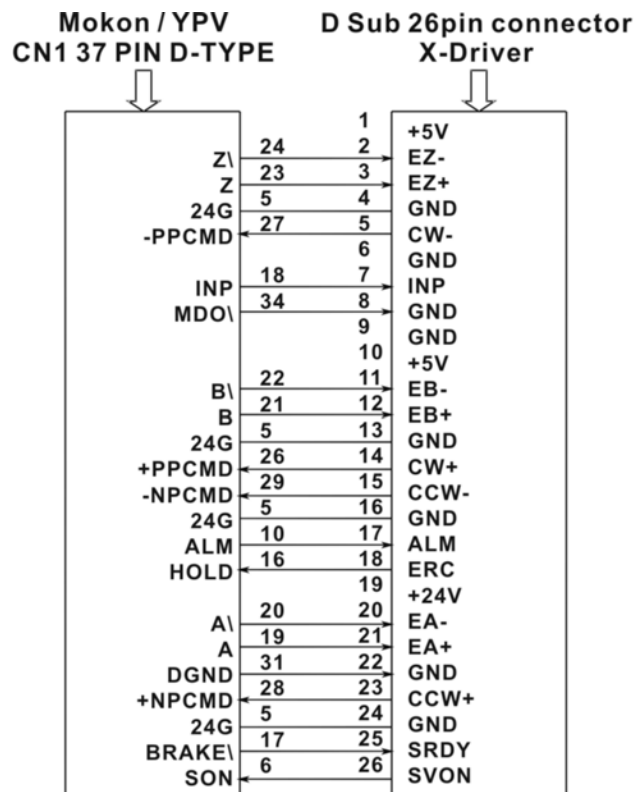 Mokon / YPV D Sub 26pin connector
CN1 37 PIN D-TYPE X-Driver
1 +5V
Z\ 24 2 EZ-
Z 23 3 EZ+
24G 5 4 GND
-PPCMD 27 5 CW-
6 GND
INP 18 7 INP
MDO\ 34 8 GND
9 GND
10 +5V
B\ 22 11 EB-
B 21 12 EB+
24G 5 13 GND
+PPCMD 26 14 CW+
-NPCMD 29 15 CCW-
24G 5 16 GND
ALM 10 17 ALM
HOLD 16 18 ERC
19 +24V
A\ 20 20 EA-
A 19 21 EA+
DGND 31 22 GND
+NPCMD 28 23 CCW+
24G 5 24 GND
BRAKE\ 17 25 SRDY
SON 6 26 SVON